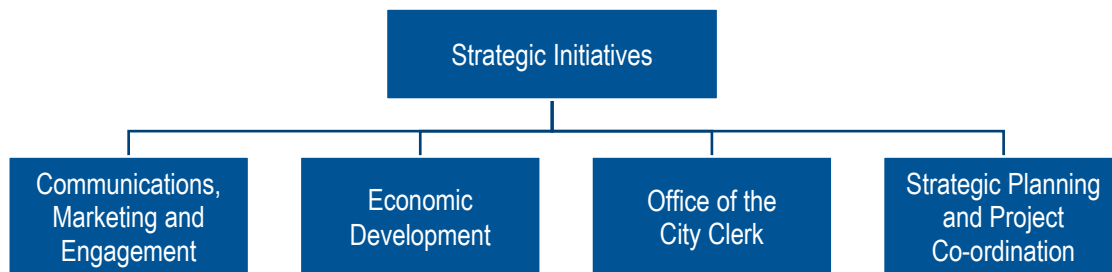 Strategic Initiatives
Communications,
Marketing and
Engagement
Economic
Development
Office of the
City Clerk
Strategic Planning
and Project
Co-ordination